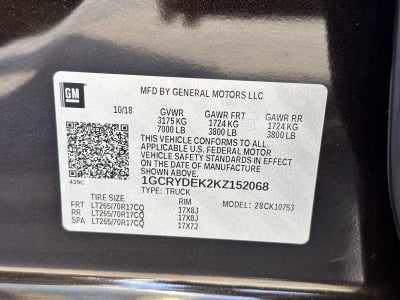 GM
MFD BY GENERAL MOTORS LLC
10/18 GVWR GAWR FRT GAWR RR
3175 KG 1724 KG 1724 KG
7000 LB 3800 LB 3800 LB
THIS VEHICLE CONFORMS TO ALL
APPLICABLE U.S. FEDERAL MOTOR
VEHICLE SAFETY STANDARDS IN EFFECT
ON THE DATE OF MANUFACTURE
SHOWN ABOVE.
439C 1GCRYDEK2KZ152068
TYPE: TRUCK
TIRE SIZE RIM MODEL: 28CK10753
FRT LT265/70R17CQ 17X8J
RR LT265/70R17CQ 17X8J
SPA LT265/70R17CQ 17X7J